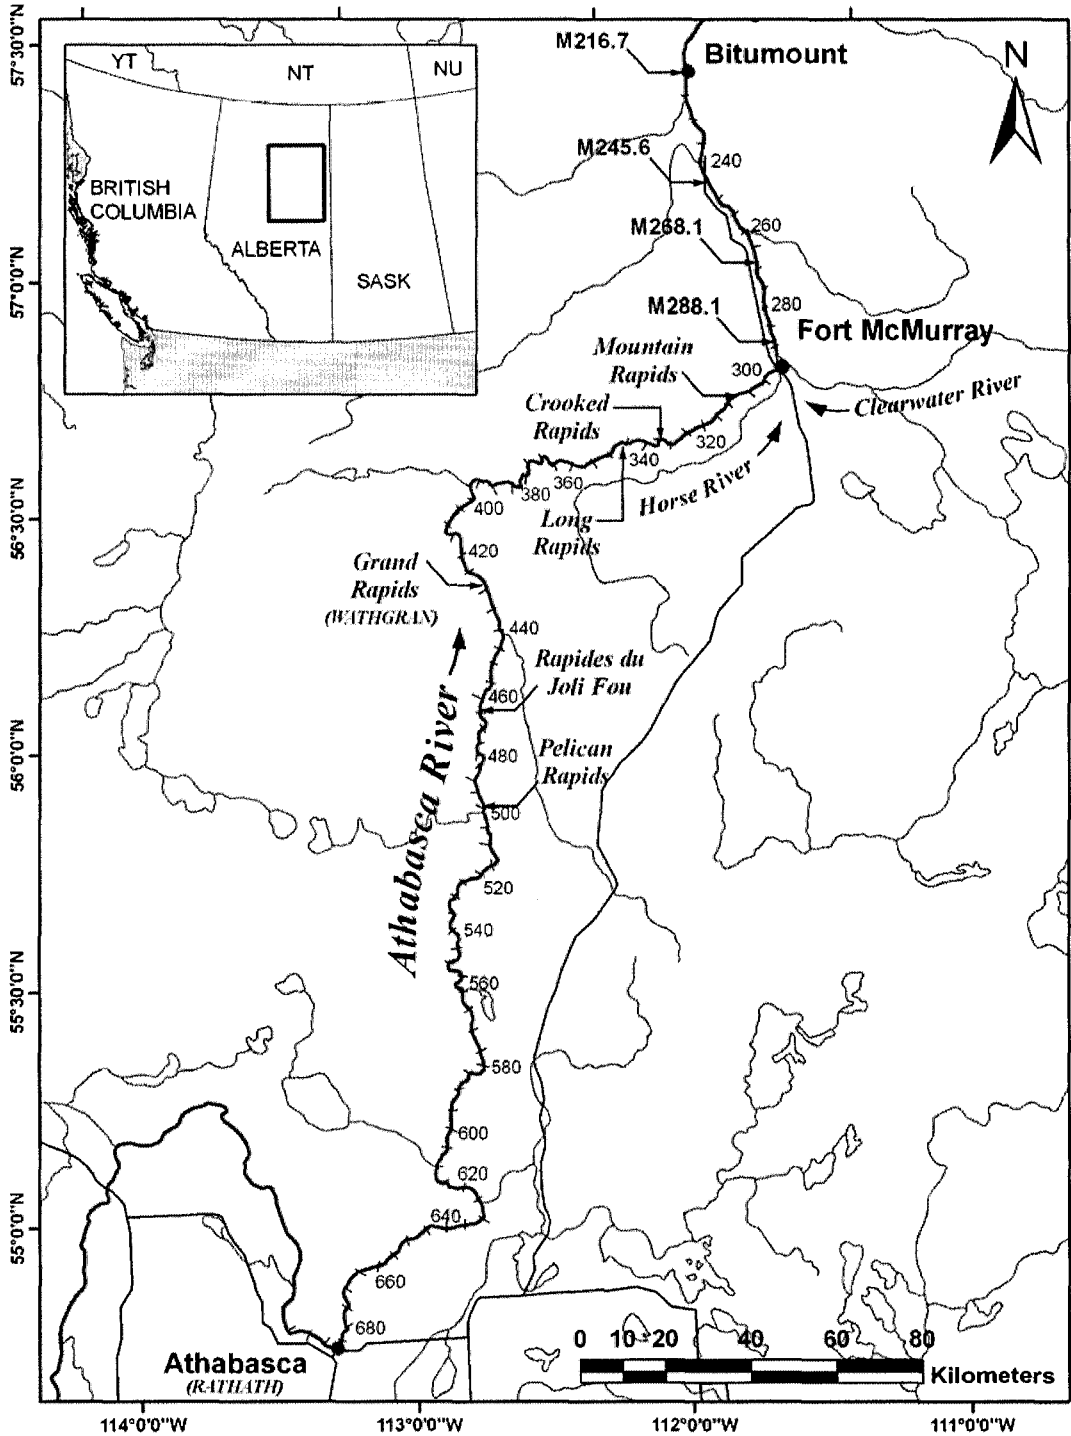 57°30'0"N
57°0'0"N
56°30'0"N
56°0'0"N
55°30'0"N
55°0'0"N
YT
NT
NU
BRITISH
COLUMBIA
ALBERTA
SASK
M216.7
Bitumount
N
M245.6
240
M268.1
260
M288.1
280
Fort McMurray
Mountain
Rapids
300
Clearwater River
Crooked
Rapids
320
340
Horse River
360
380
Long
Rapids
400
420
Grand
Rapids
(WATHGRAN)
440
Rapides du
Joli Fou
460
480
Pelican
Rapids
500
Athabasca River
520
540
560
580
600
620
640
660
680
Athabasca
(RATHATH)
0 10 20 40 60 80
Kilometers
114°0'0"W
113°0'0"W
112°0'0"W
111°0'0"W